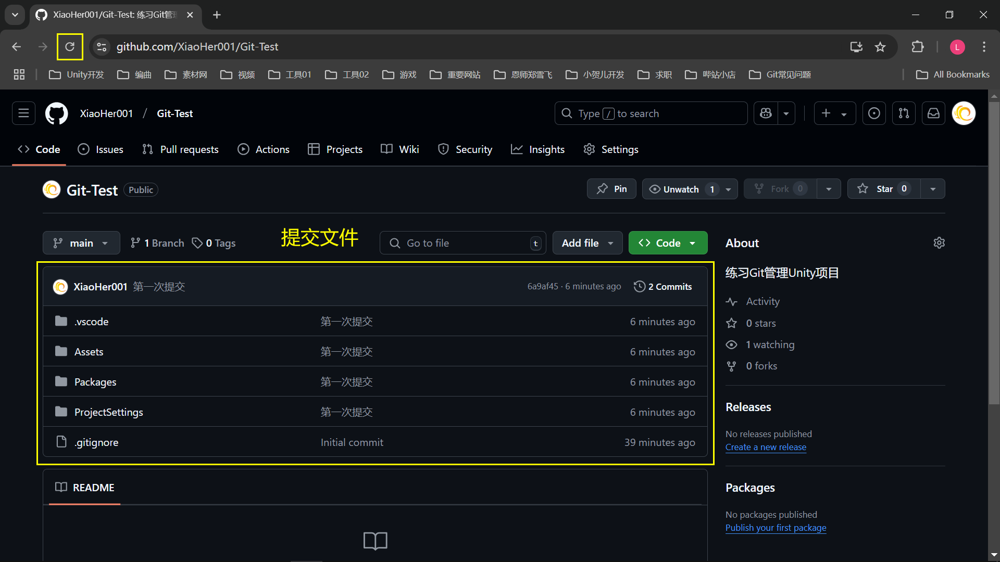 XiaoHer001/Git-Test: 练习Git管理
github.com/XiaoHer001/Git-Test
L
Unity开发 编曲 素材网 视频 工具01 工具02 游戏 重要网站 恩师郑雪飞 小贺儿开发 求职 哔站小店 Git常见问题 All Bookmarks
XiaoHer001 / Git-Test Type / to search
Code Issues Pull requests Actions Projects Wiki Security Insights Settings
Git-Test Public Pin Unwatch 1 Fork 0 Star 0
提交文件
main 1 Branch 0 Tags Go to file t Add file Code About
练习Git管理Unity项目
XiaoHer001 第一次提交 6a9af45 · 6 minutes ago 2 Commits
Activity
.vscode 第一次提交 6 minutes ago
0 stars
Assets 第一次提交 6 minutes ago
1 watching
0 forks
Packages 第一次提交 6 minutes ago
Releases
ProjectSettings 第一次提交 6 minutes ago
No releases published
.gitignore Initial commit 39 minutes ago
Create a new release
README
Packages
No packages published
Publish your first package